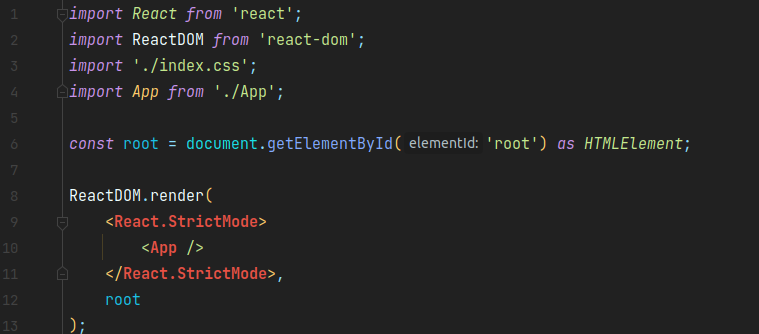 1 import React from 'react';
2 import ReactDOM from 'react-dom';
3 import './index.css';
4 import App from './App';
5
6 const root = document.getElementById( elementId: 'root') as HTMLElement;
7
8 ReactDOM.render(
9 <React.StrictMode>
10 <App />
11 </React.StrictMode>,
12 root
13 );